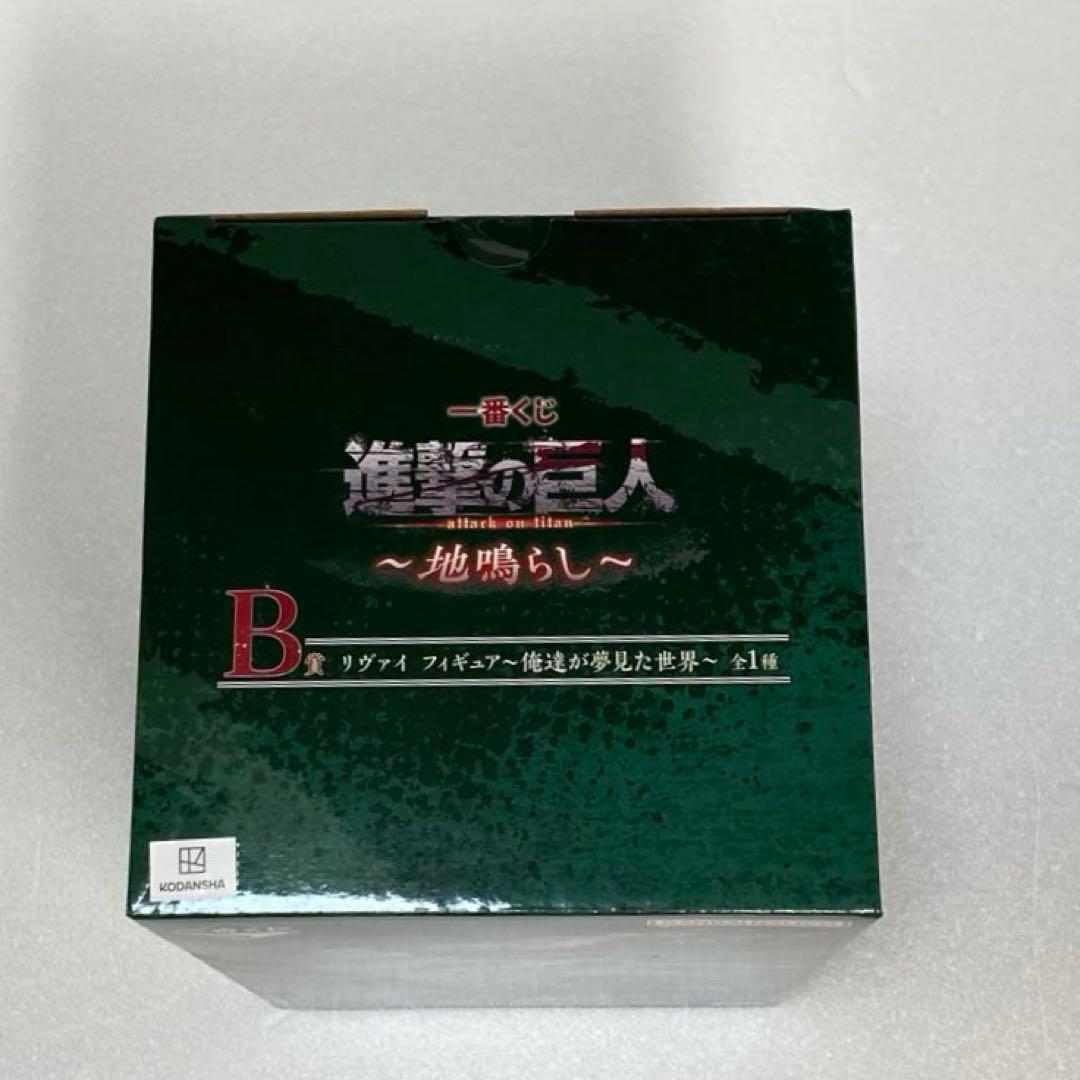 一番くじ
進撃の巨人
attack on titan
～地鳴らし～
B賞 リヴァイ フィギュア～俺達が夢見た世界～ 全1種
KODANSHA